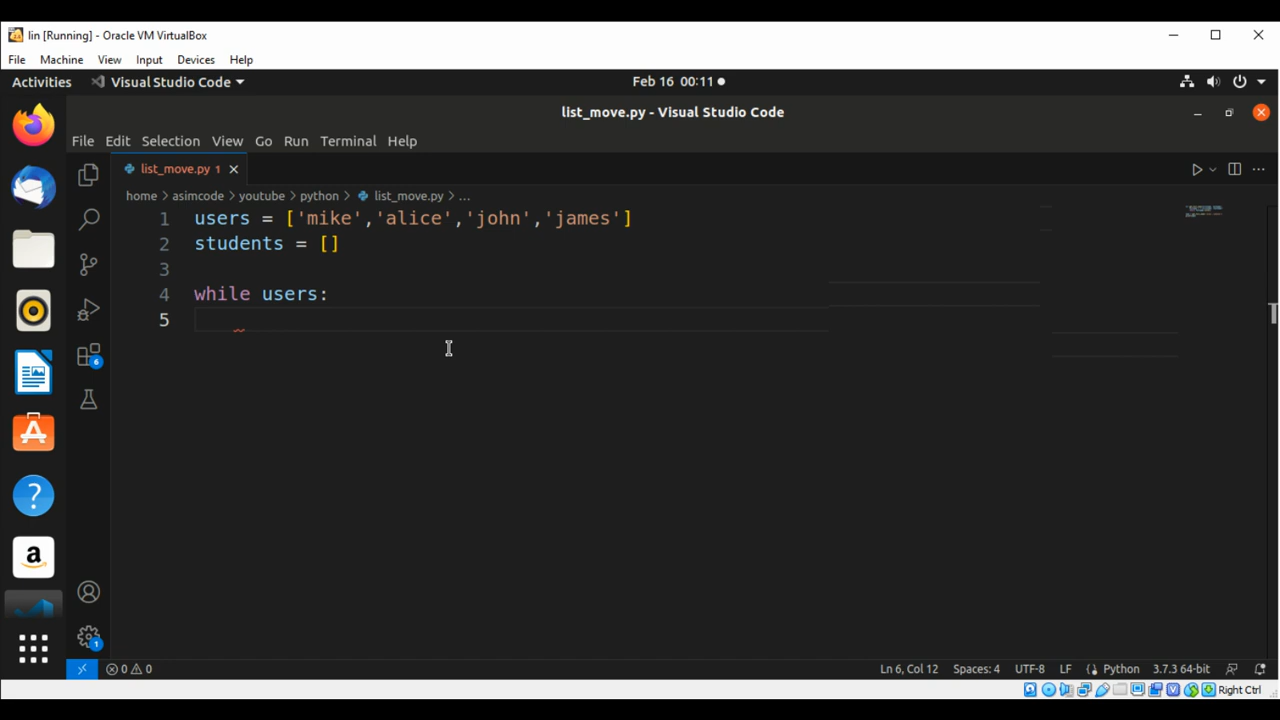 lin [Running] - Oracle VM VirtualBox
File Machine View Input Devices Help
Activities Visual Studio Code Feb 16 00:11
list_move.py - Visual Studio Code
File Edit Selection View Go Run Terminal Help
list_move.py 1
home > asimcode > youtube > python > list_move.py > ...
1 users = ['mike','alice','john','james']
2 students = []
3
4 while users:
5
6
1
0 0 Ln 6, Col 12 Spaces: 4 UTF-8 LF Python 3.7.3 64-bit
Right Ctrl